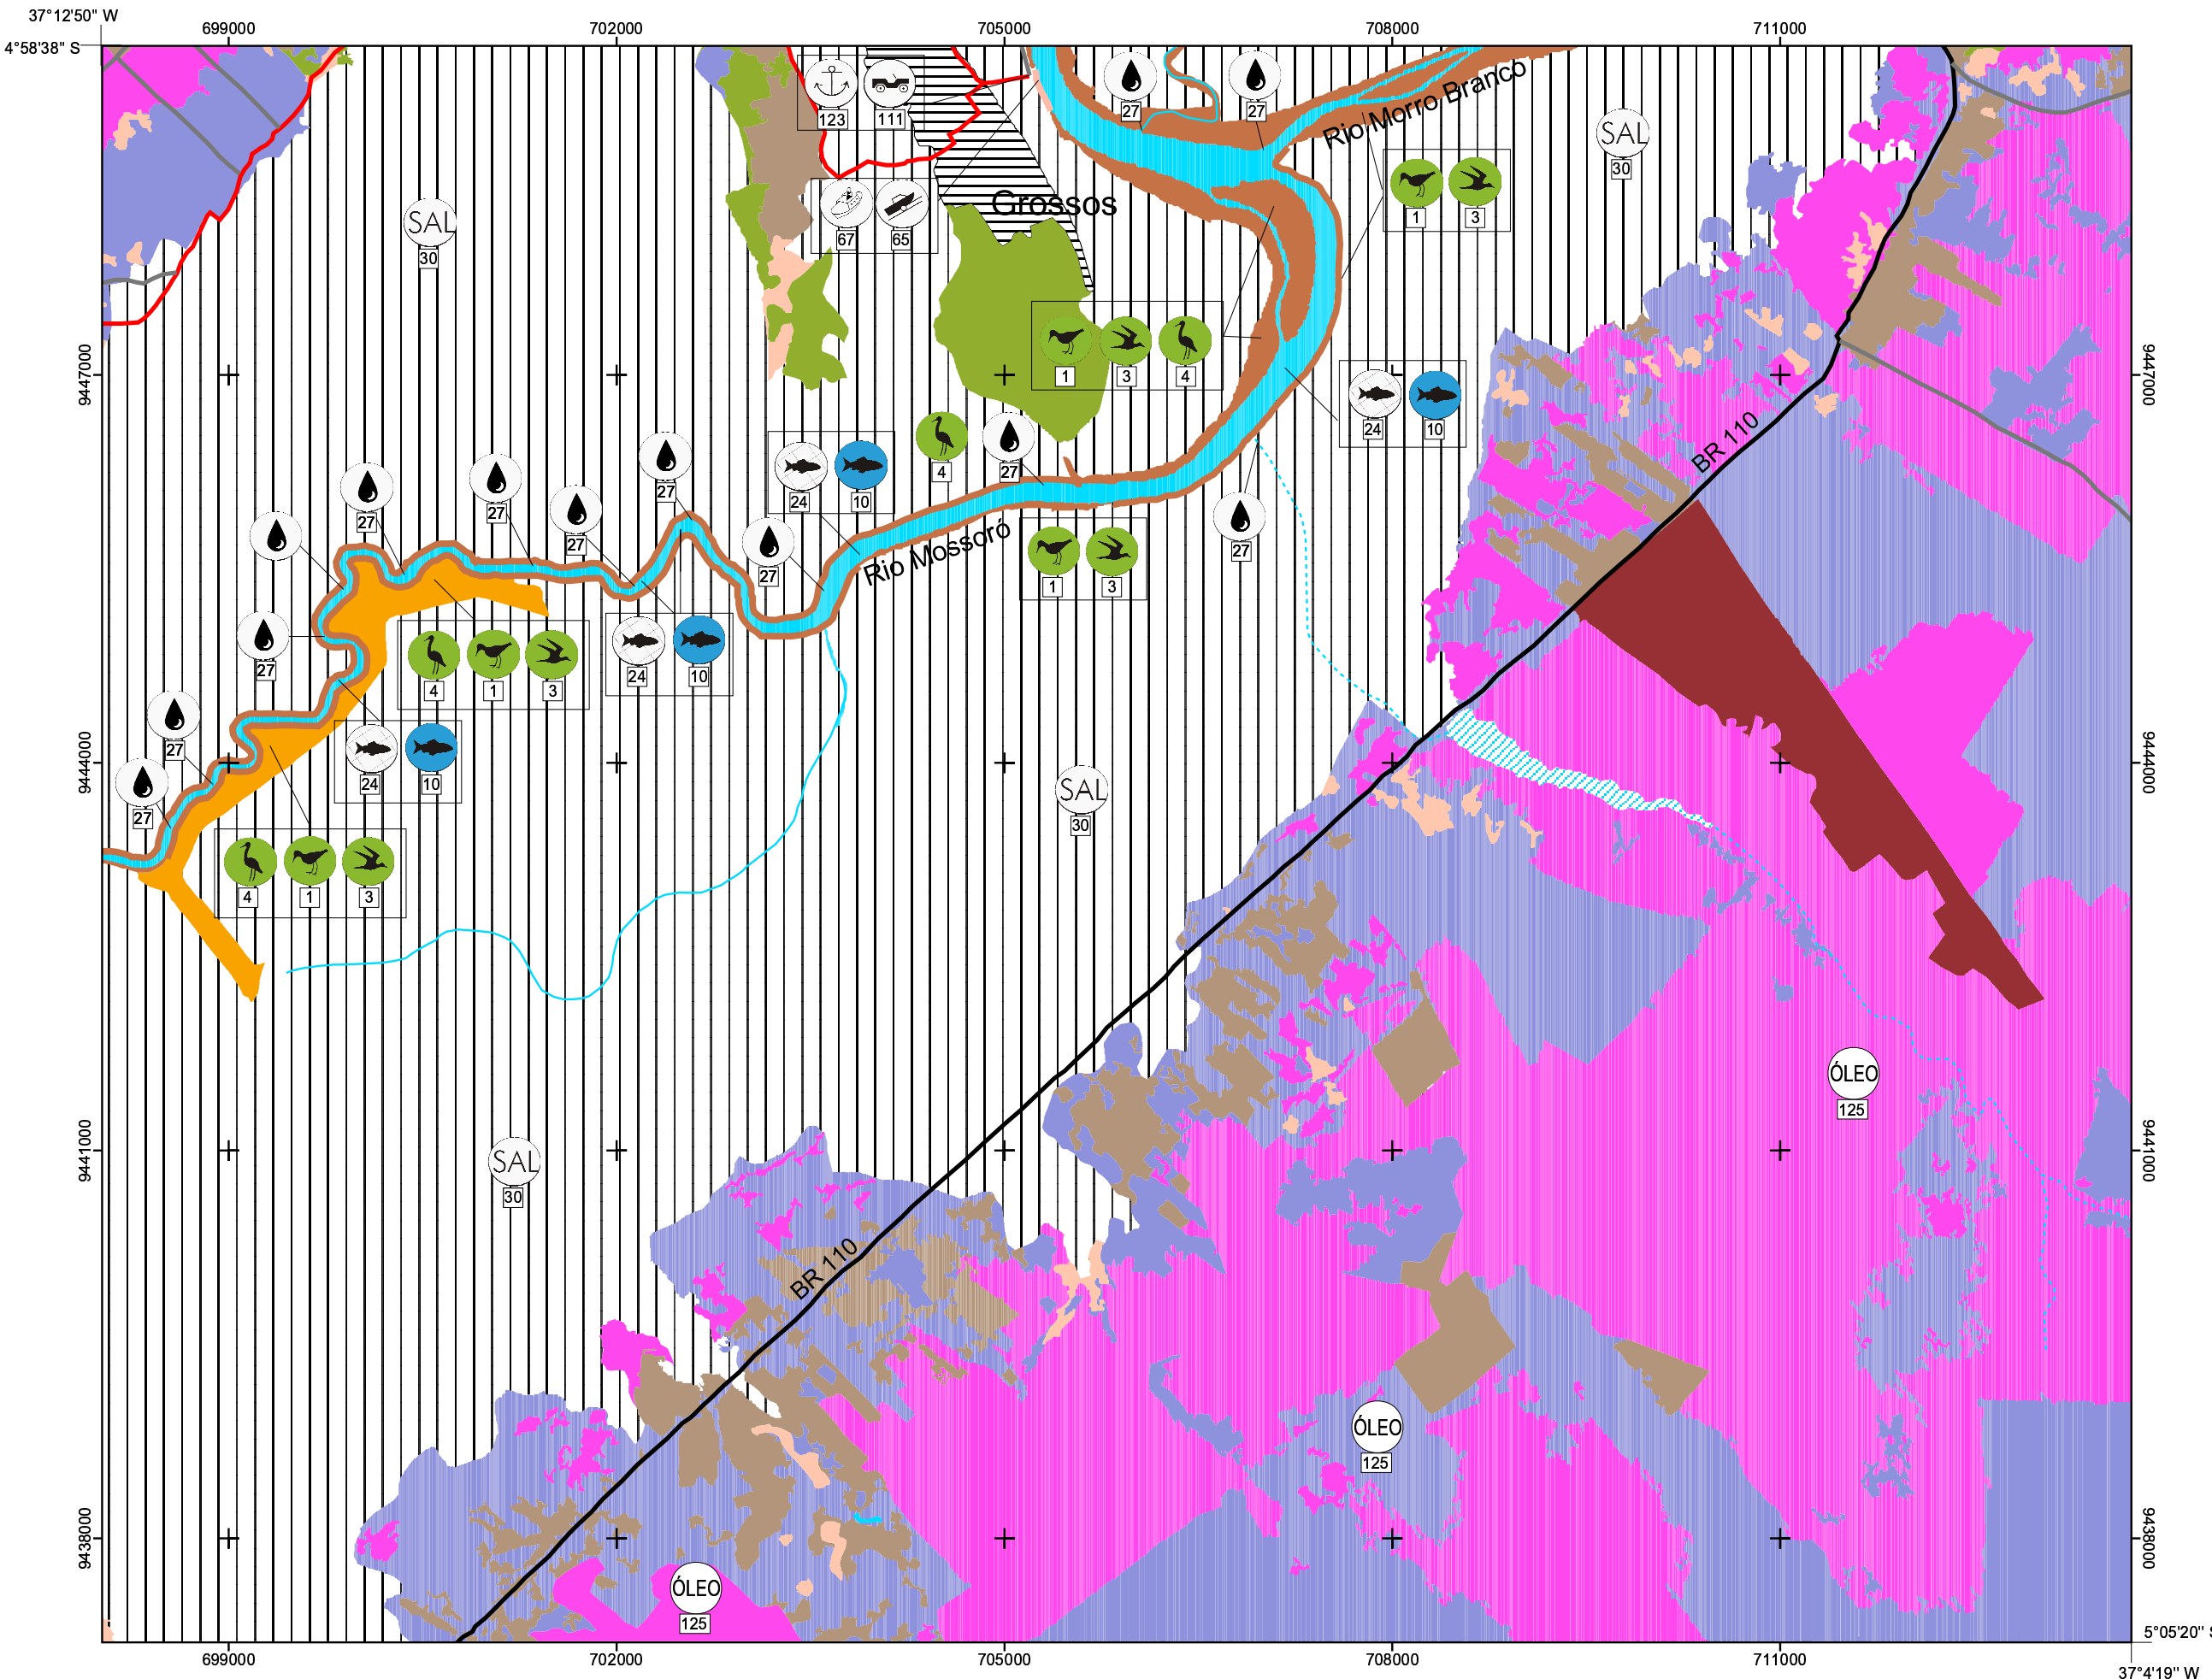 37°12'50" W
699000 702000 705000 708000 711000
4°58'38" S
123 111
27 27
Rio Morro Branco
SAL
30
67 65
Grossos
1 3
SAL
30
9447000
9447000
1 3 4
24 10
BR 110
24 10
4
27
27
27
27
27
27
27
27
Rio Mossoró
1 3
27
4 1 3
24 10
27
24 10
27
SAL
30
9444000
9444000
4 1 3
ÓLEO
125
SAL
30
9441000
9441000
BR 110
ÓLEO
125
9438000
9438000
ÓLEO
125
5°05'20" S
699000 702000 705000 708000 711000
37°4'19" W